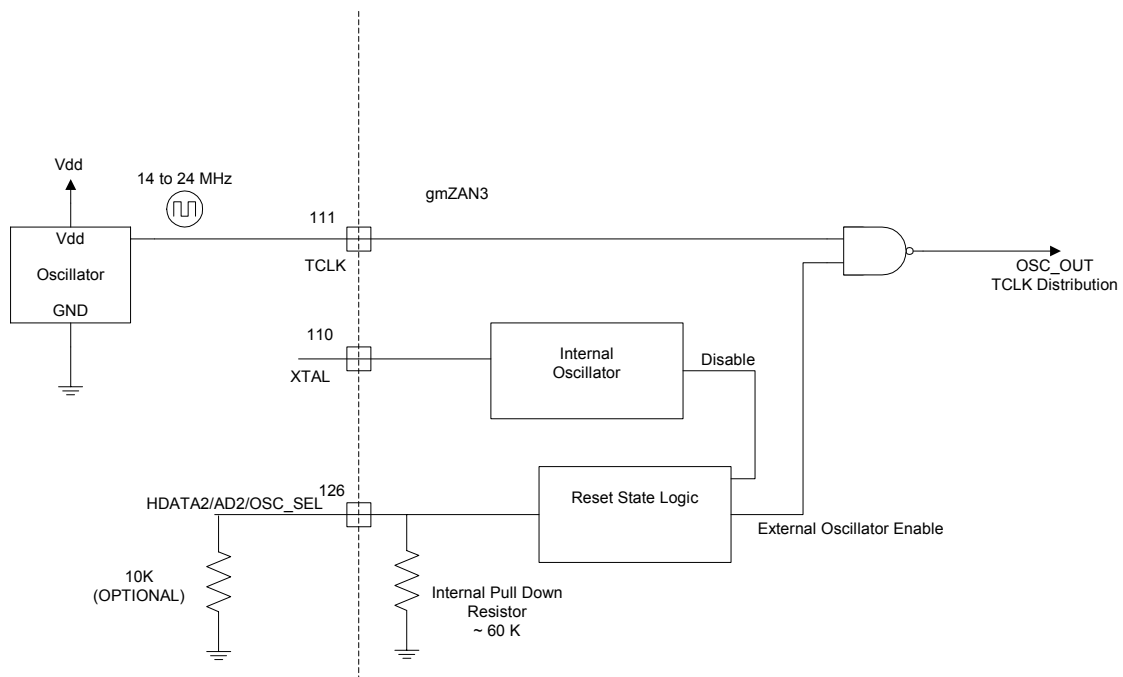 Vdd
14 to 24 MHz
gmZAN3
Vdd
Oscillator
GND
111
TCLK
OSC_OUT
TCLK Distribution
110
XTAL
Internal
Oscillator
Disable
HDATA2/AD2/OSC_SEL
126
Reset State Logic
External Oscillator Enable
10K
(OPTIONAL)
Internal Pull Down
Resistor
~ 60 K